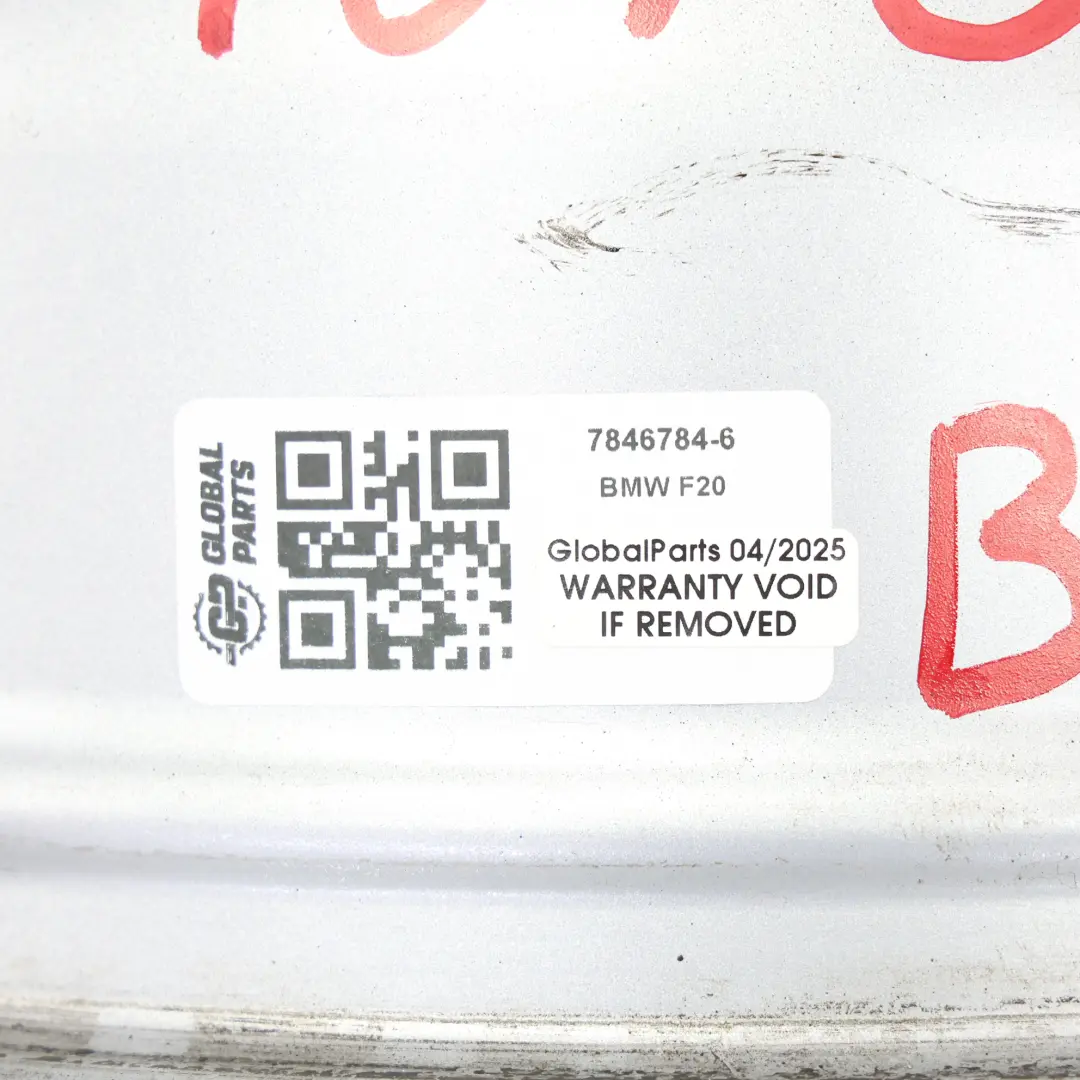 GLOBAL
PARTS
7846784-6
BMW F20
GlobalParts 04/2025
WARRANTY VOID
IF REMOVED
B